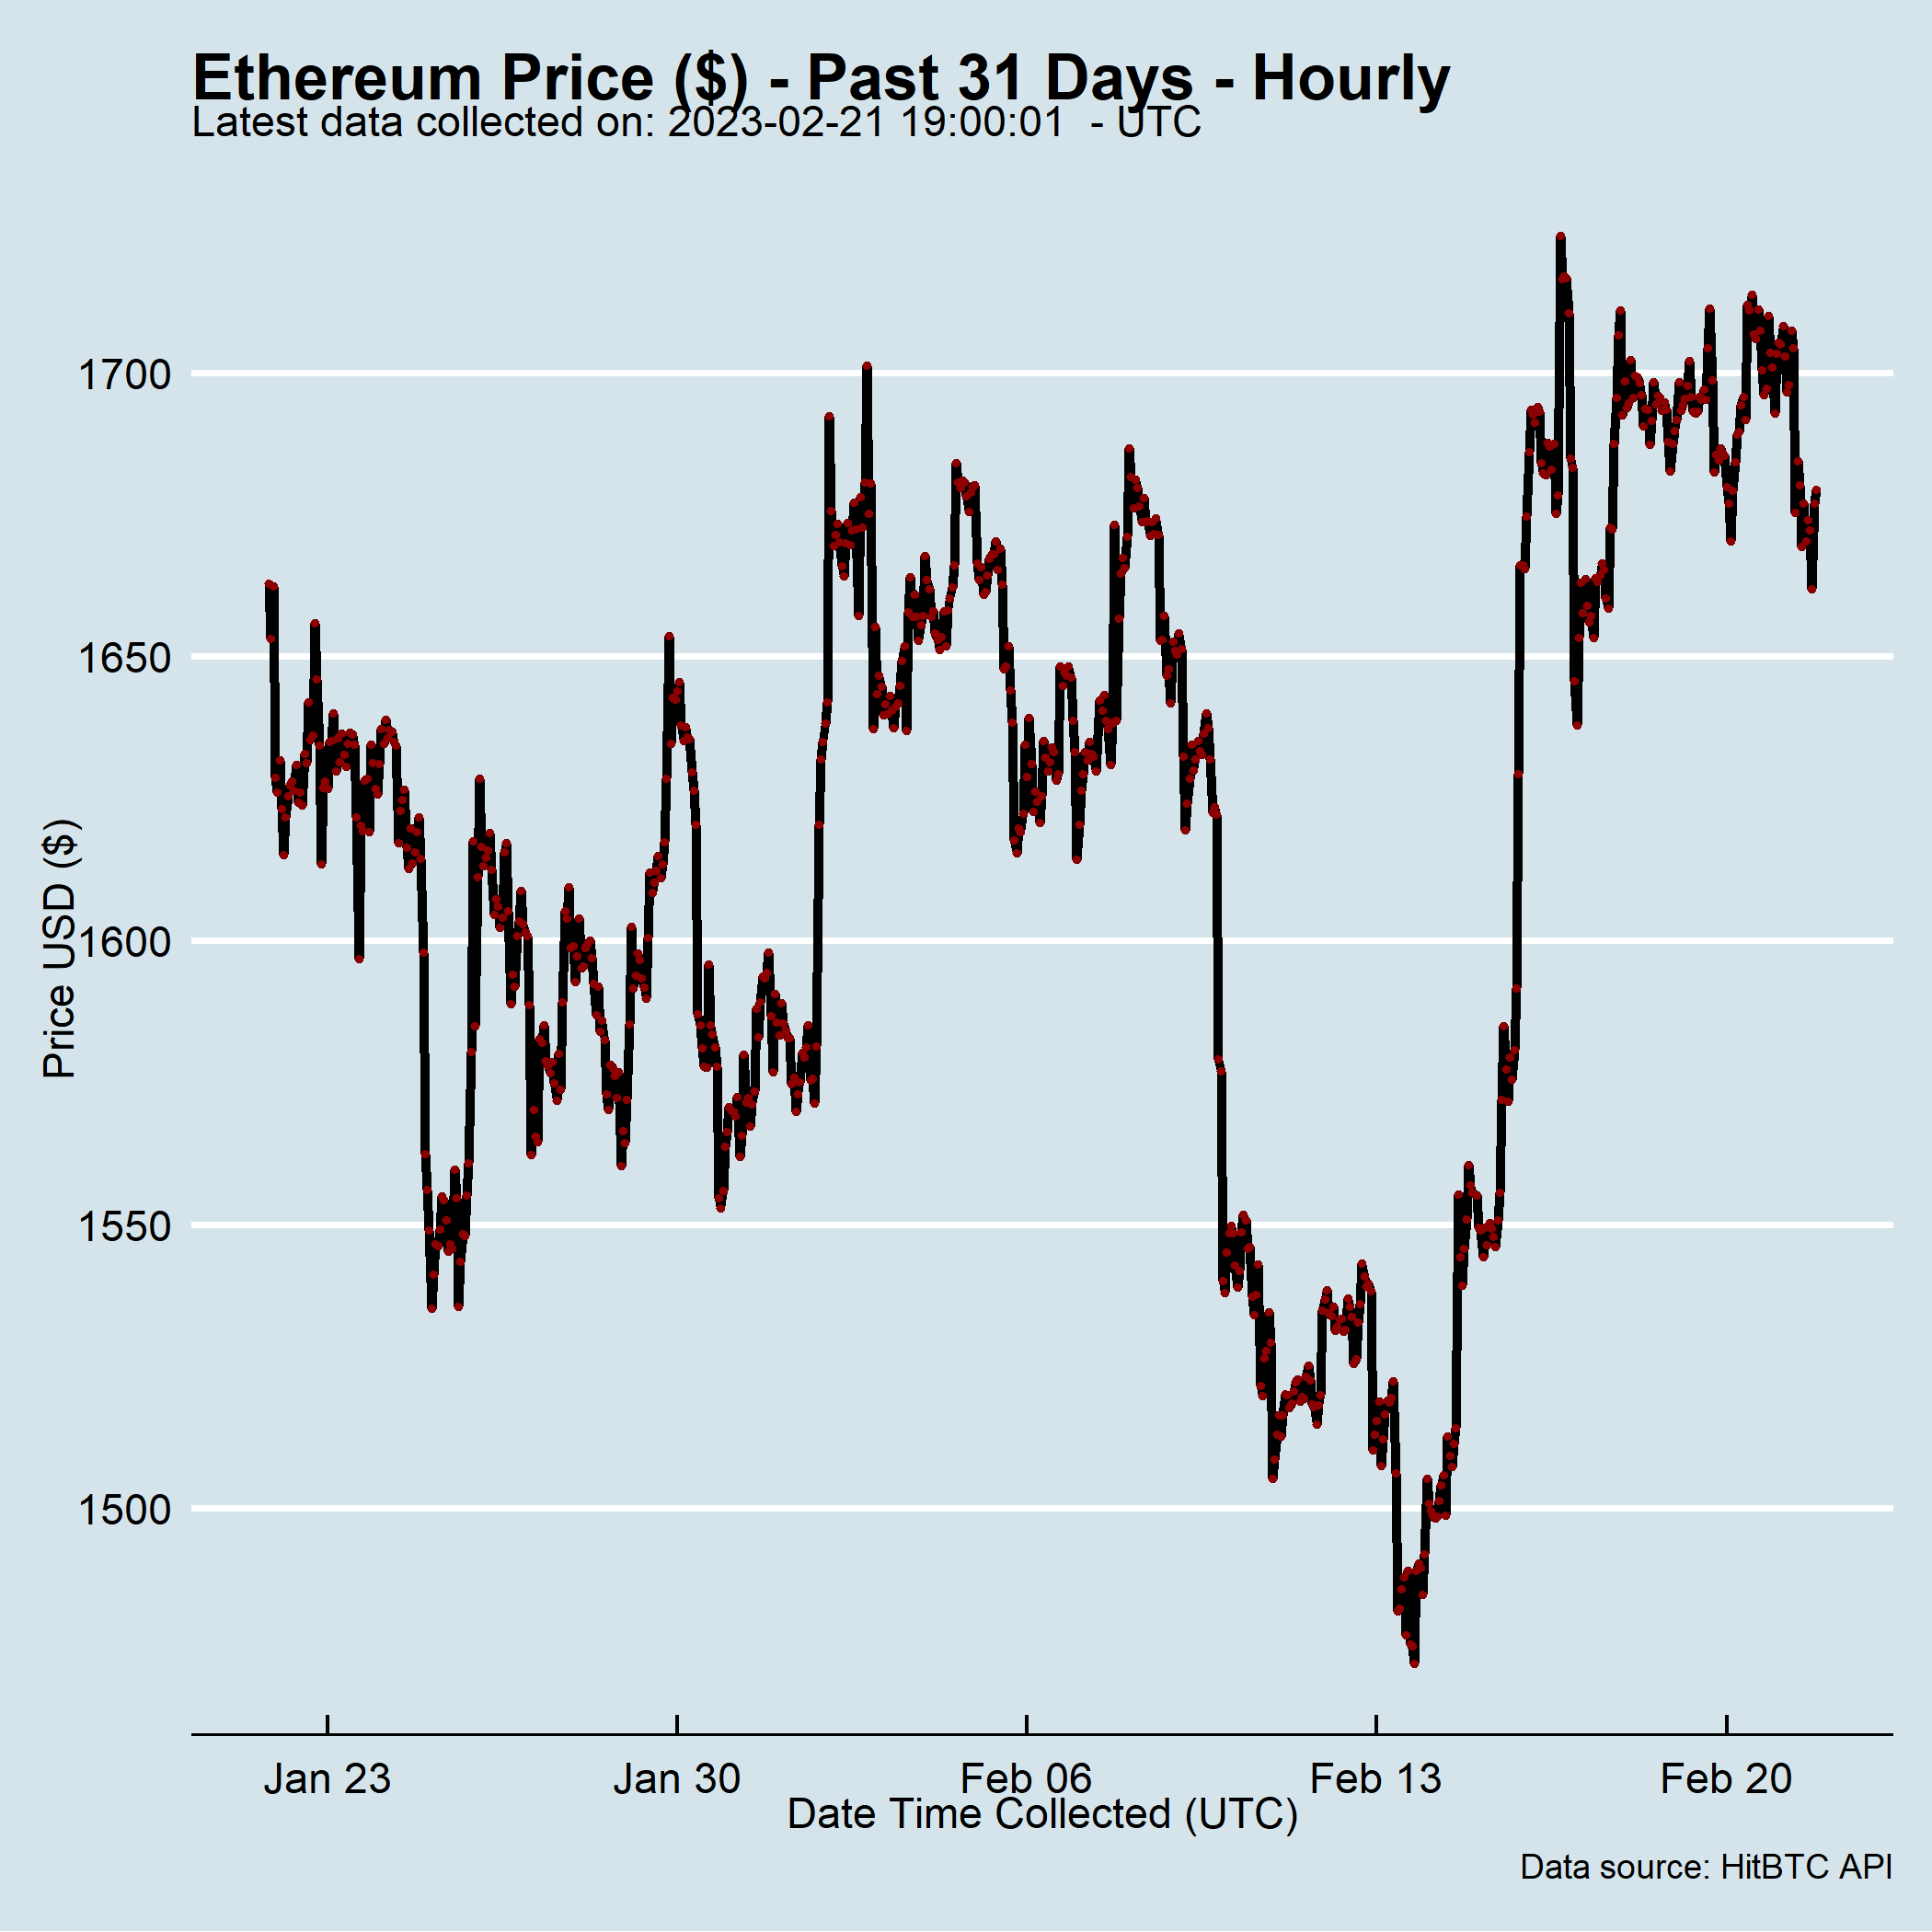 Ethereum Price ($) - Past 31 Days - Hourly
Latest data collected on: 2023-02-21 19:00:01  - UTC
Price USD ($)
1700
1650
1600
1550
1500
Jan 23
Jan 30
Feb 06
Feb 13
Feb 20
Date Time Collected (UTC)
Data source: HitBTC API